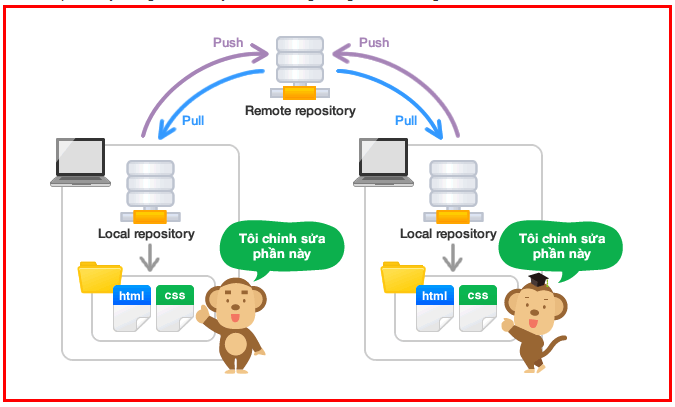 Push
Push
Remote repository
Pull
Pull
Local repository
Local repository
Tôi chỉnh sửa
phần này
Tôi chỉnh sửa
phần này
html
css
html
css